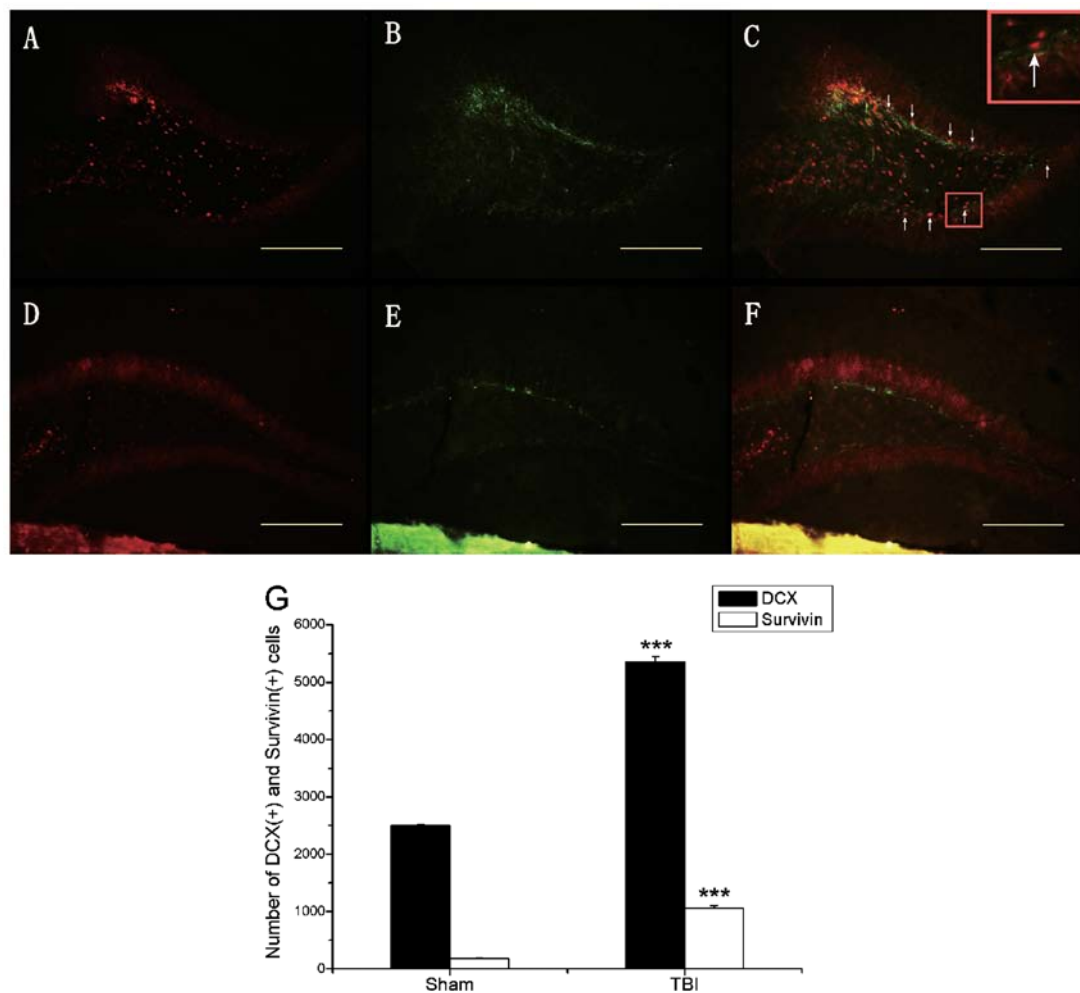 A
B
C
D
E
F
G
DCX
Survivin
Number of DCX(+) and Survivin(+) cells
6000
5000
4000
3000
2000
1000
0
***
***
Sham
TBI